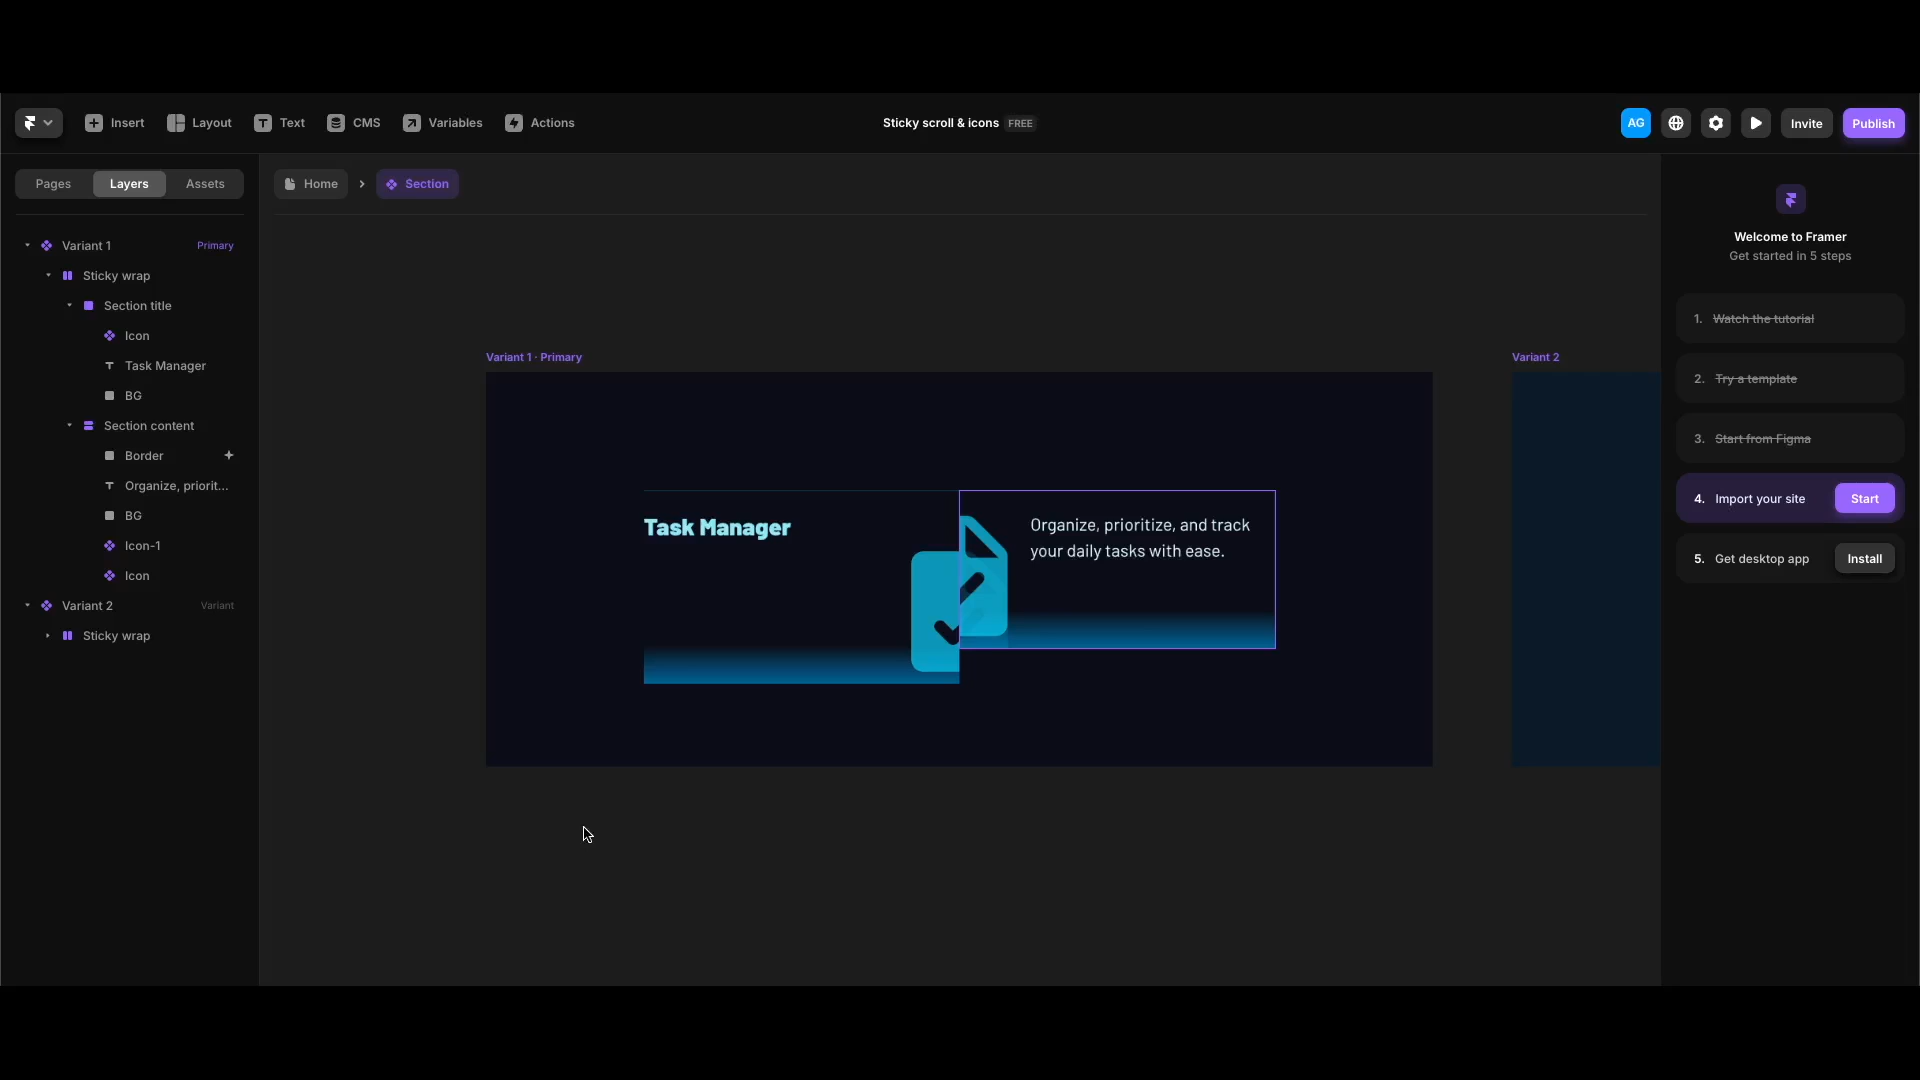 Insert
Layout
Text
CMS
Variables
Actions
Sticky scroll & icons FREE
AG
Invite
Publish
Pages
Layers
Assets
Home
Section
Variant 1 Primary
Sticky wrap
Section title
Icon
Task Manager
BG
Section content
Border
Organize, priorit...
BG
Icon-1
Icon
Variant 2 Variant
Sticky wrap
Variant 1 · Primary
Task Manager
Organize, prioritize, and track
your daily tasks with ease.
Variant 2
Welcome to Framer
Get started in 5 steps
1. Watch the tutorial
2. Try a template
3. Start from Figma
4. Import your site Start
5. Get desktop app Install